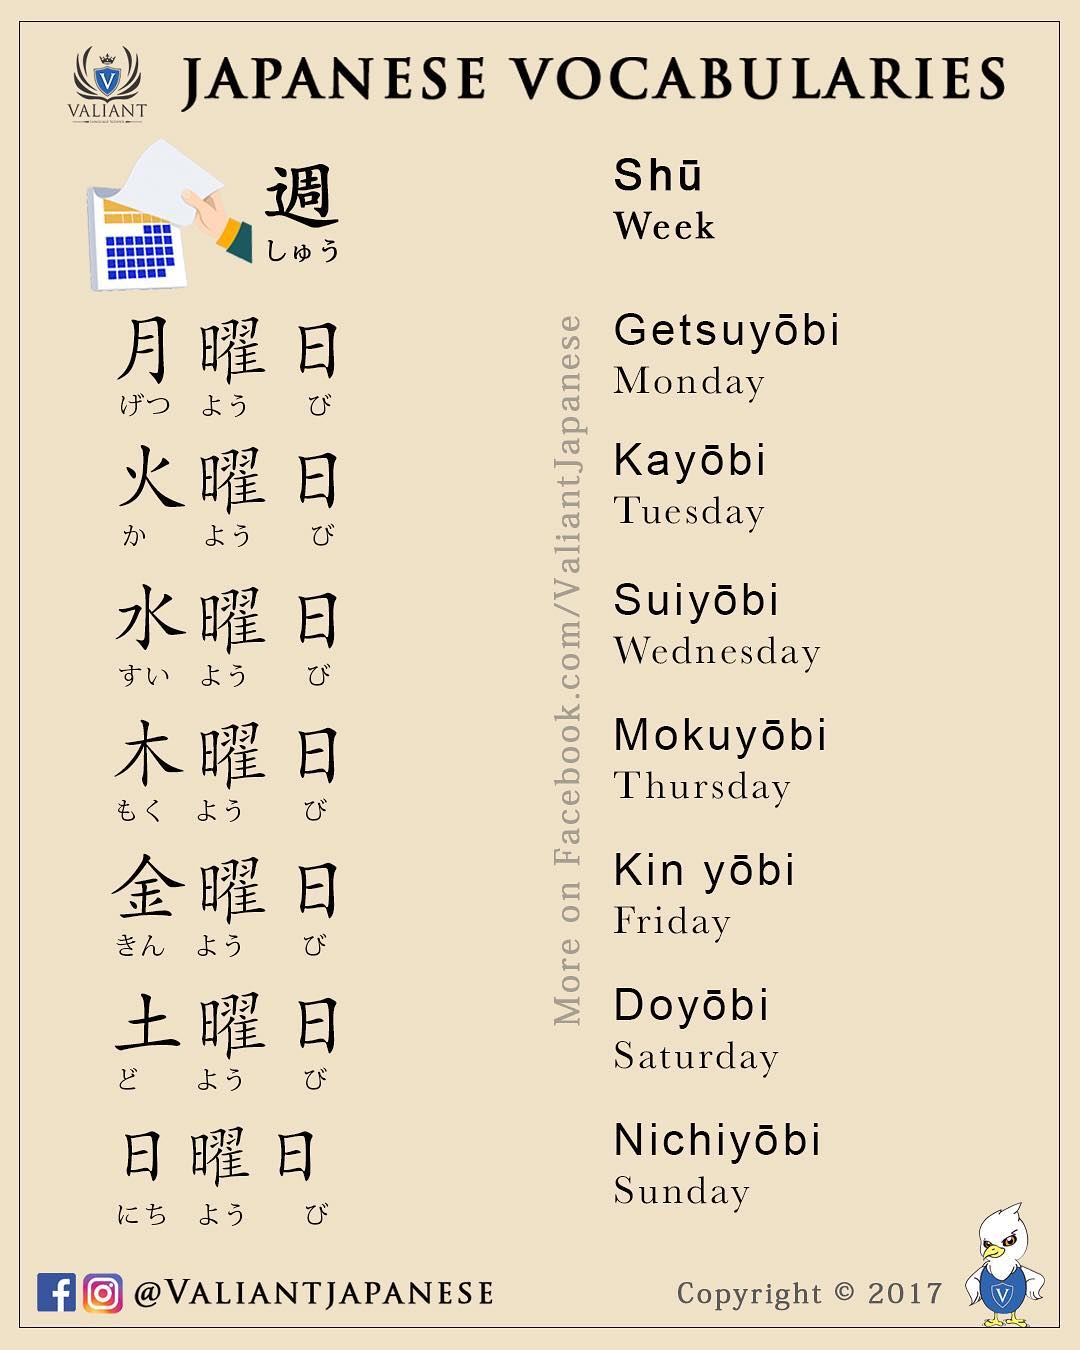 VALIANT
JAPANESE VOCABULARIES
週
しゅう
Shū
Week
月 曜 日
げつ よう び
Getsuyōbi
Monday
火 曜 日
か よう び
Kayōbi
Tuesday
水 曜 日
すい よう び
Suiyōbi
Wednesday
木 曜 日
もく よう び
Mokuyōbi
Thursday
金 曜 日
きん よう び
Kin yōbi
Friday
土 曜 日
ど よう び
Doyōbi
Saturday
日 曜 日
にち よう び
Nichiyōbi
Sunday
More on Facebook.com/ValiantJapanese
@VALIANTJAPANESE
Copyright © 2017
V